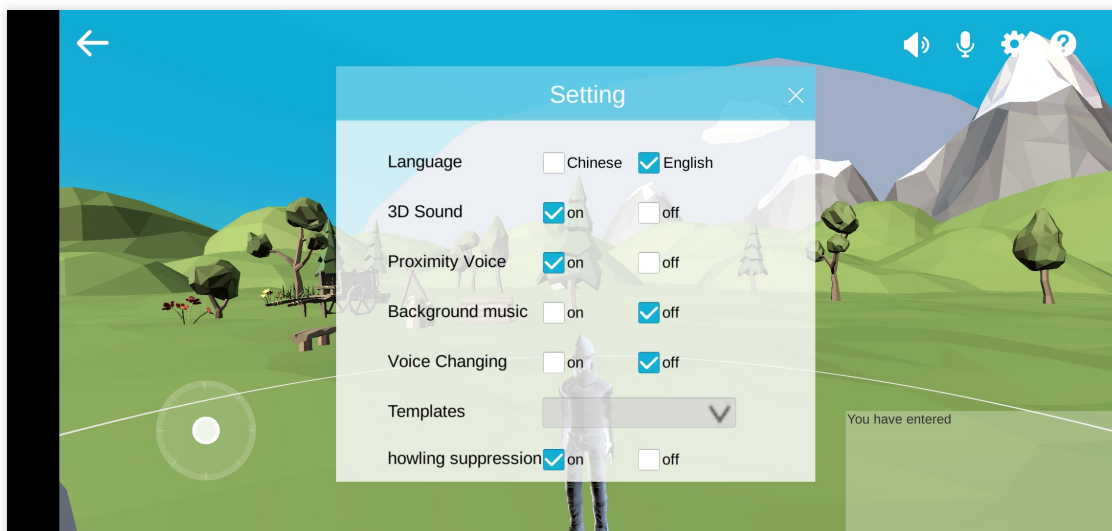 Setting
Language Chinese English
3D Sound on off
Proximity Voice on off
Background music on off
Voice Changing on off
Templates
You have entered
howling suppression on off